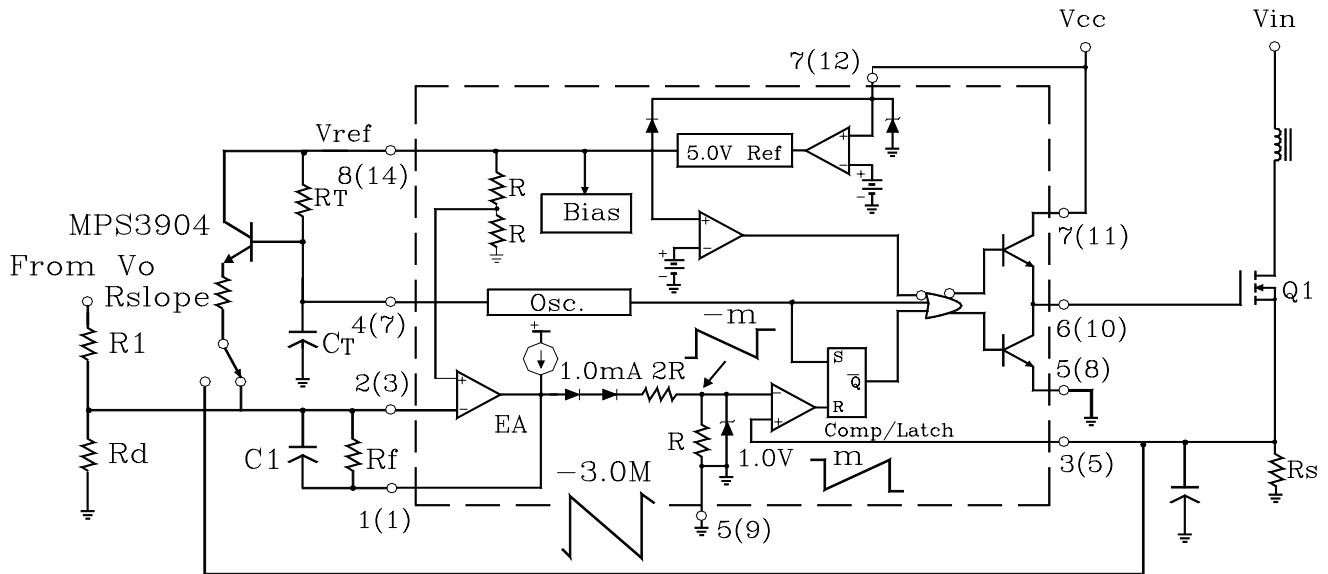 Vcc
Vin
7(12)
Vref
8(14)
5.0V Ref
+
−
+
−
R
R
RT
Bias
MPS3904
From Vo
Rslope
+
−
+
−
7(11)
Q1
6(10)
5(8)
4(7)
Osc.
CT
R1
2(3)
+
1.0mA
2R
−m
S
Q
R
+
−
EA
−
+
Comp/Latch
Rd
C1
Rf
R
1.0V
m
3(5)
Rs
−3.0M
1(1)
5(9)